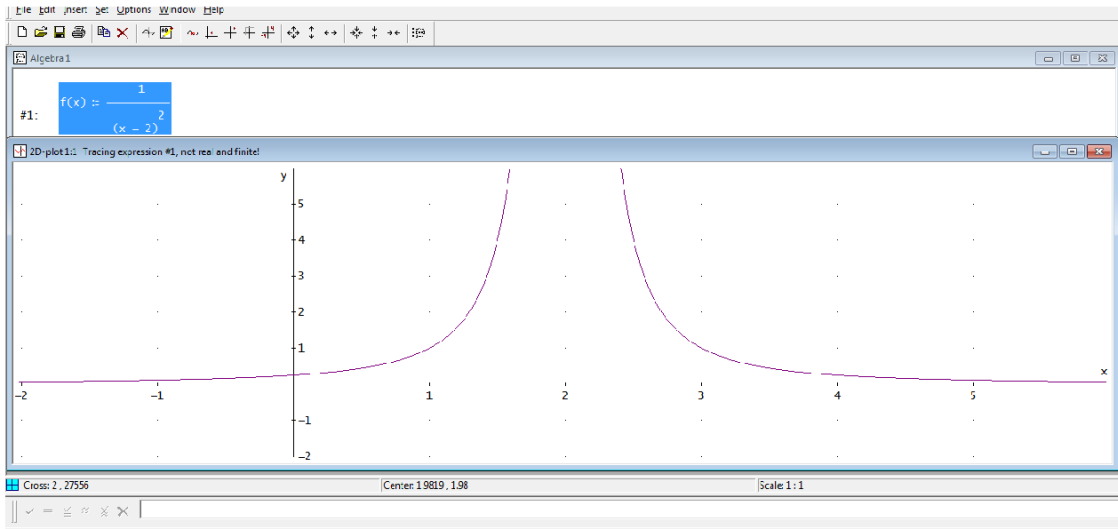 File Edit Insert Set Options Window Help
Algebra 1
1
f(x) :=
#1:
2
(x – 2)
2D-plot 1:1 Tracing expression #1, not real and finite!
y
5
4
3
2
1
x
–2 –1 1 2 3 4 5
–1
–2
Cross: 2 , 27556 Center: 1.9819 , 1.98 Scale: 1 : 1